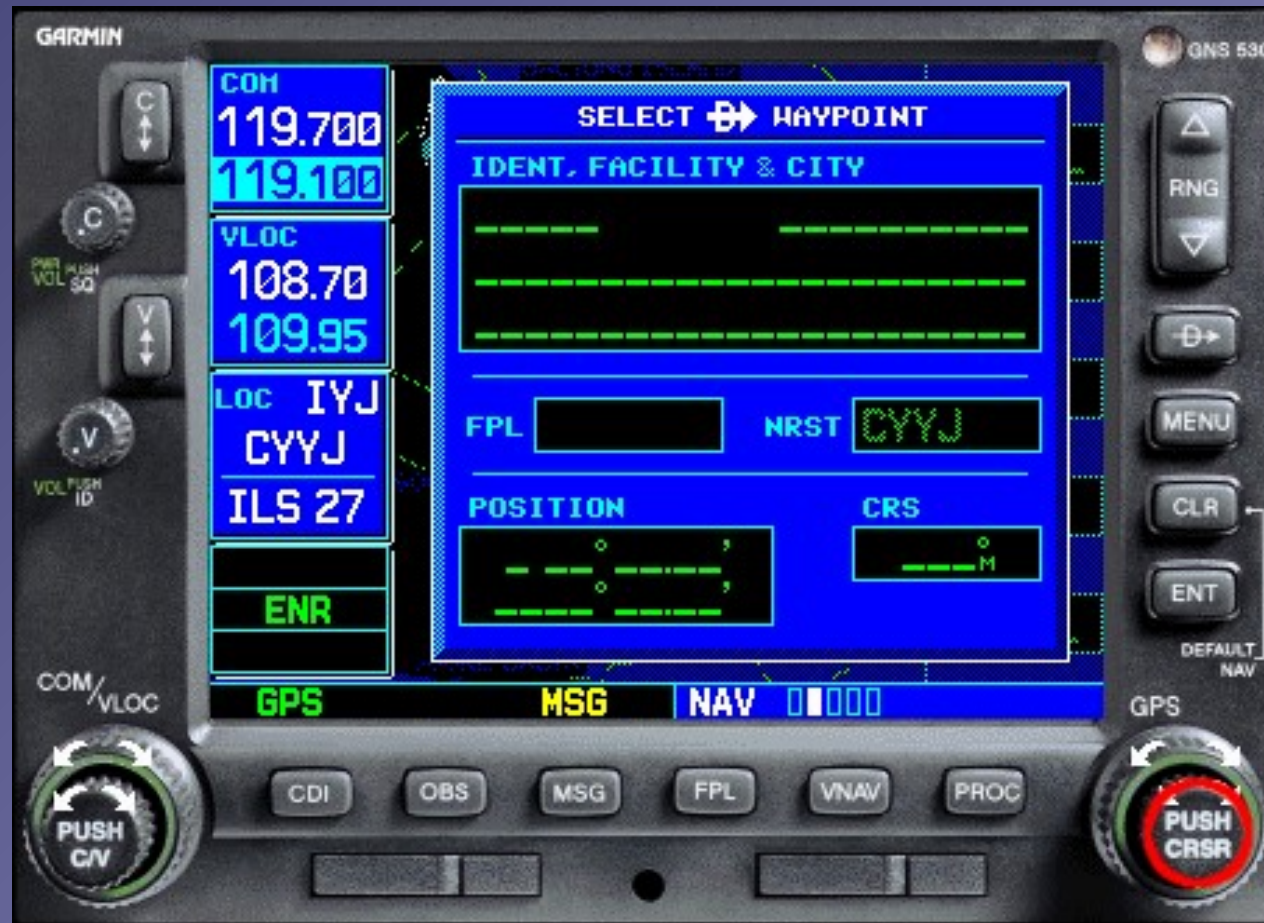 GARMIN
GNS 530
COM
119.700
119.100
VLOC
108.70
109.95
LOC IYJ
CYYJ
ILS 27
ENR
SELECT D WAYPOINT
IDENT, FACILITY & CITY
FPL
NRST CYYJ
POSITION
CRS
M
GPS MSG NAV
C
C
PWR
VOL PUSH
SQ
V
V
VOL PUSH
ID
RNG
D
MENU
CLR
ENT
DEFAULT
NAV
COM/VLOC
PUSH
C/V
CDI OBS MSG FPL VNAV PROC
GPS
PUSH
CRSR